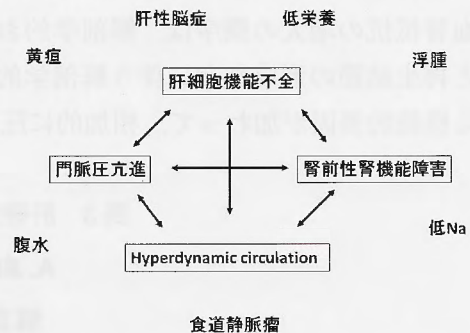 肝性脳症 低栄養
黄疸 浮腫
肝細胞機能不全
門脈圧亢進 腎前性腎機能障害
低Na
腹水
Hyperdynamic circulation
食道静脈瘤